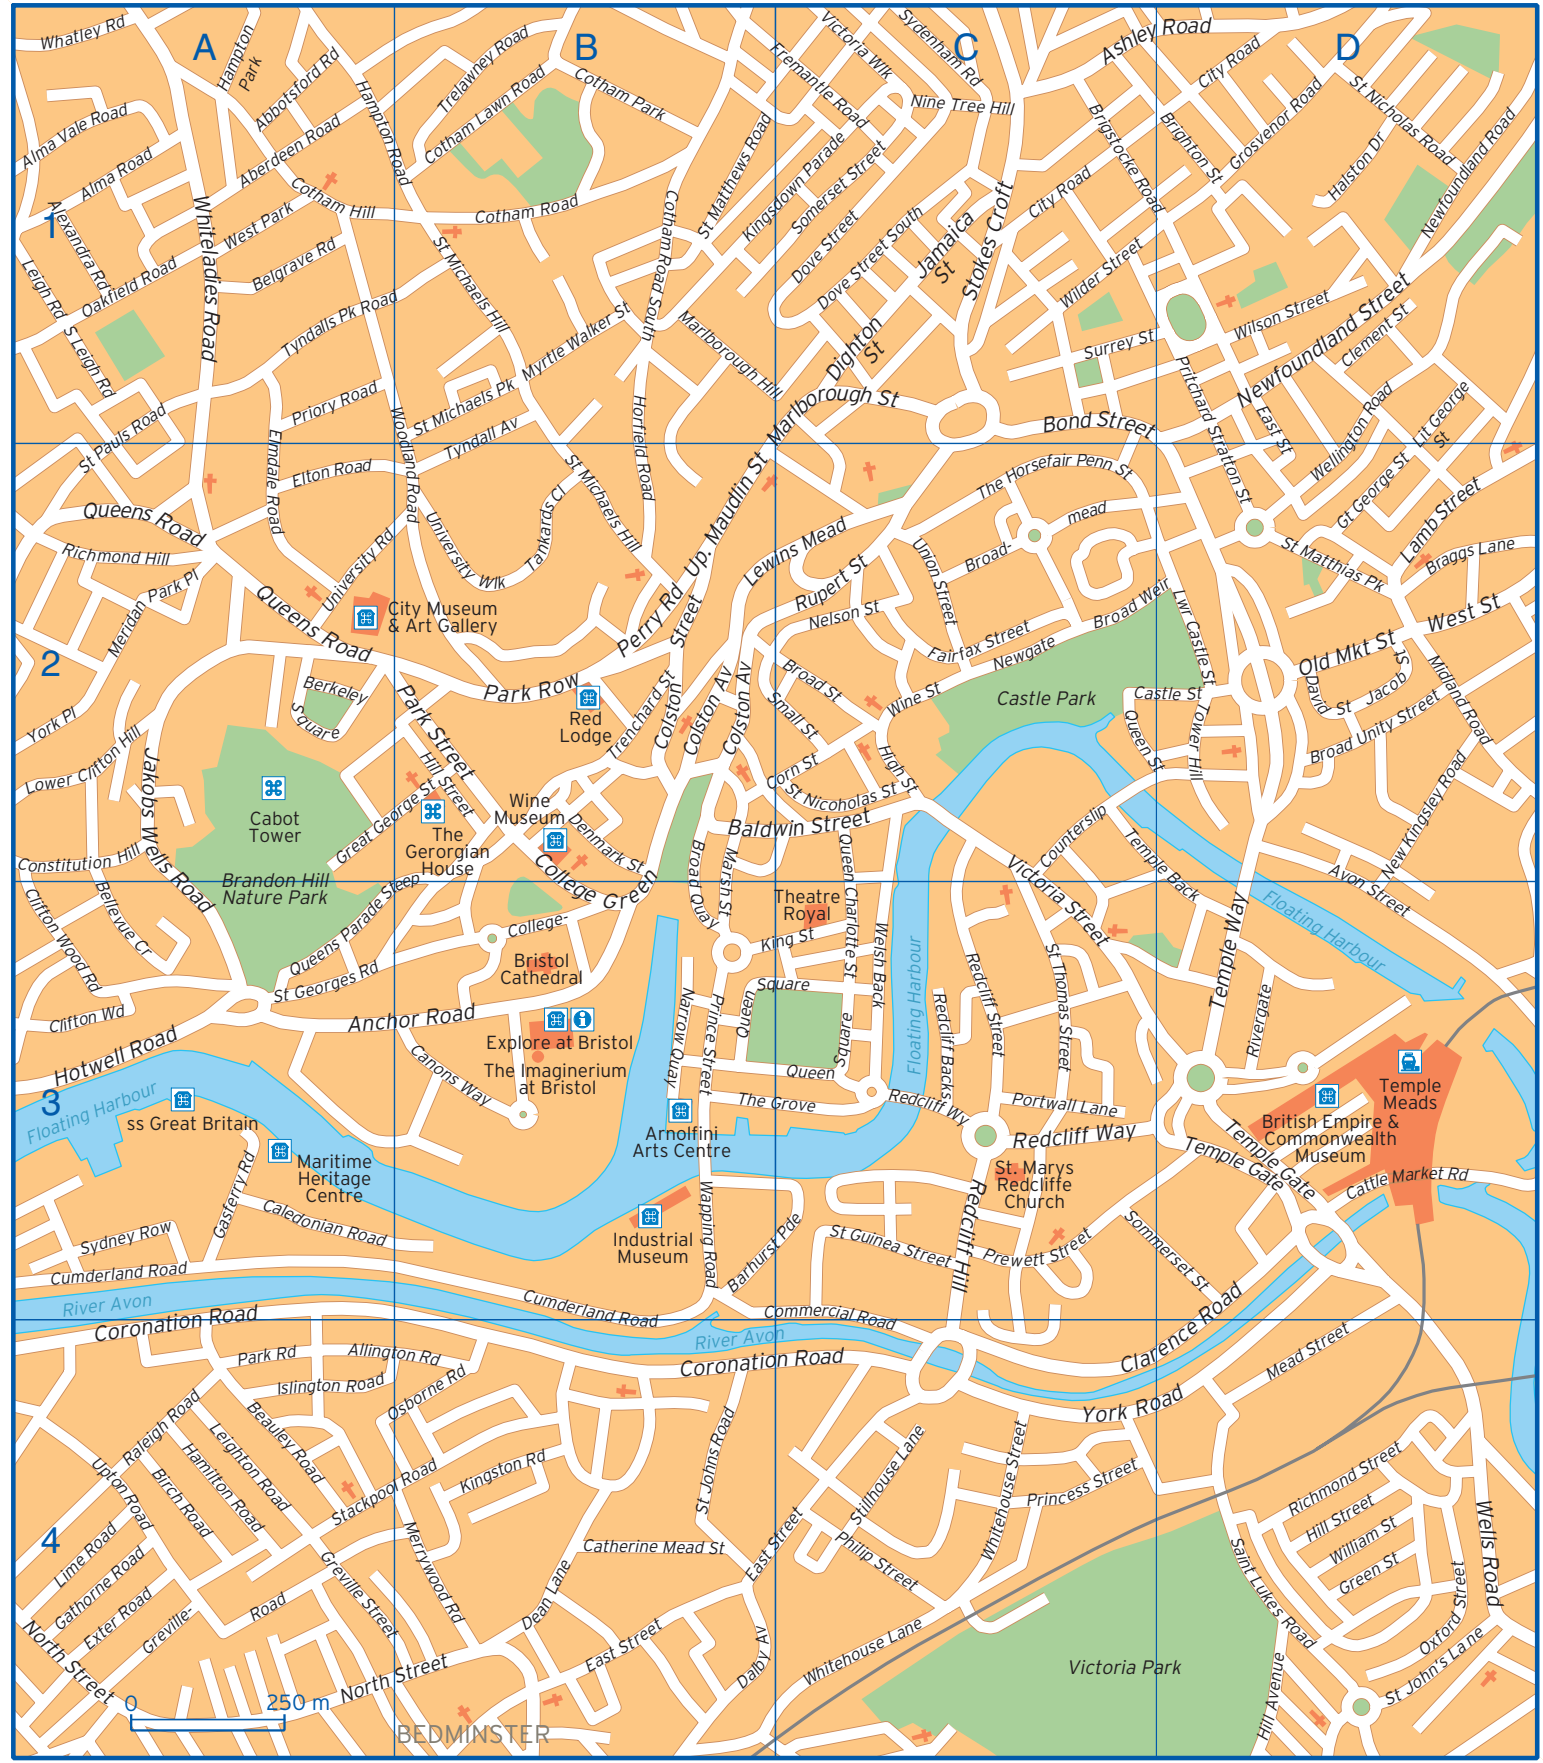 A
B
C
D
1
2
3
4
Whatley Rd
Hampton
Park
Abbotsford Rd
Trelawney Road
Cotham Lawn Road
Cotham Park
Victoria Wlk
Sydenham Rd
Fremantle Road
Nine Tree Hill
Ashley Road
City Road
St Nicholas Road
Alma Vale Road
Alma Road
Aberdeen Road
Hampton Road
Cotham Hill
Cotham Road
St Matthews Road
Kingsdown Parade
Somerset Street
Dove Street
Dove Street South
Jamaica
St
Stokes Croft
City Road
Brigstocke Road
Brighton St
Grosvenor Road
Halston Dr
Newfoundland Road
Alexandra Rd
Leigh Rd
Oakfield Road
Whiteladies Road
West Park
Belgrave Rd
St Michaels Hill
Cotham Road South
Wilder Street
Wilson Street
Newfoundland Street
Clement St
S Leigh Rd
Tyndalls Pk Road
Myrtle Walker St
Marlborough Hill
Dighton
St
Surrey St
Priory Road
St Michaels Pk
Tyndall Av
Woodland Road
Horfield Road
Marlborough St
Bond Street
Pritchard Stratton St
East St
Wellington Road
Lit George
St
St Pauls Road
Elmdale Road
Elton Road
St Michaels Hill
Tankards Cl
University Wlk
University Rd
Up. Maudlin St
The Horsefair Penn St
mead
Broad-
Gt George St
Lamb Street
Queens Road
Richmond Hill
Meridan Park Pl
Queens Road
City Museum
& Art Gallery
Perry Rd
Lewins Mead
Rupert St
Nelson St
Union Street
Fairfax Street
Newgate
Broad Weir
Lwr Castle St
St Matthias Pk
Braggs Lane
West St
Old Mkt St
Berkeley
Square
Park Street
Park Row
Red
Lodge
Trenchard St
Colston
Street
Colston Av
Colston Av
Broad St
Small St
Wine St
Castle Park
Castle St
Queen St
Tower Hill
David
St
Jacob
St
Midland Road
Broad Unity Street
York Pl
Lower Clifton Hill
Jakobs Wells Road
Cabot
Tower
Hill Street
Great George St
The
Gerorgian
House
Wine
Museum
Denmark St
College Green
Corn St
High St
St Nicoholas St
Baldwin Street
Counterslip
Temple Back
New Kingsley Road
Avon Street
Constitution Hill
Brandon Hill
Nature Park
Queens Parade Steep
Clifton Wood Rd
Bellevue Cr
St Georges Rd
College-
Bristol
Cathedral
Broad Quay
Marsh St
Theatre
Royal
King St
Queen Charlotte St
Welsh Back
Floating Harbour
Victoria Street
St Thomas Street
Temple Way
Floating Harbour
Clifton Wd
Hotwell Road
Anchor Road
Canons Way
Explore at Bristol
The Imaginerium
at Bristol
Narrow Quay
Prince Street
Queen
Square
Square
Queen
The Grove
Redcliff Wy
Redcliff Backs
Redcliff Street
Portwall Lane
Redcliff Way
Rivergate
Temple
Meads
British Empire &
Commonwealth
Museum
Temple Gate
Temple Gate
Cattle Market Rd
Floating Harbour
ss Great Britain
Maritime
Heritage
Centre
Gasferry Rd
Caledonian Road
Sydney Row
Cumderland Road
Arnolfini
Arts Centre
Industrial
Museum
Wapping Road
Barhurst Pde
St Guinea Street
St. Marys
Redcliffe
Church
Redcliff Hill
Prewett Street
Sommerset St
River Avon
Coronation Road
Cumderland Road
Commercial Road
River Avon
Coronation Road
Clarence Road
York Road
Mead Street
Park Rd
Allington Rd
Islington Road
Osborne Rd
Raleigh Road
Beauley Road
Leighton Road
Hamilton Road
Birch Road
Upton Road
Stackpool Road
Kingston Rd
St Johns Road
Stillhouse Lane
Whitehouse Street
Princess Street
Richmond Street
Hill Street
William St
Green St
Wells Road
Lime Road
Gathorne Road
Exter Road
Greville-
Road
Greville Street
Merrywood Rd
Dean Lane
Catherine Mead St
East Street
Philip Street
Saint Lukes Road
Oxford Street
St John's Lane
North Street
North Street
East Street
Dalby Av
Whitehouse Lane
Victoria Park
Hill Avenue
0
250 m
BEDMINSTER